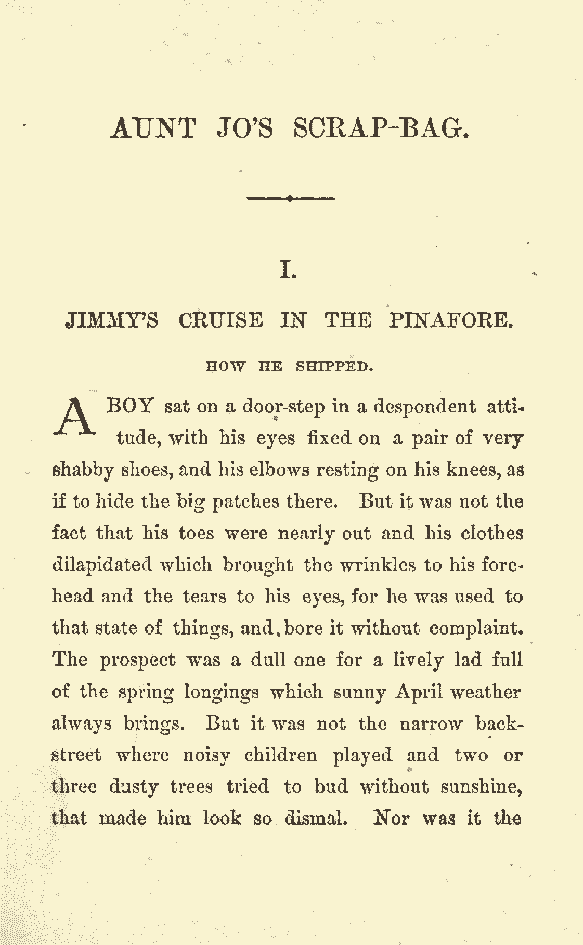 AUNT JO'S SCRAP-BAG.
I.
JIMMY'S CRUISE IN THE PINAFORE.
HOW HE SHIPPED.
A BOY sat on a door-step in a despondent atti-
tude, with his eyes fixed on a pair of very
shabby shoes, and his elbows resting on his knees, as
if to hide the big patches there. But it was not the
fact that his toes were nearly out and his clothes
dilapidated which brought the wrinkles to his fore-
head and the tears to his eyes, for he was used to
that state of things, and bore it without complaint.
The prospect was a dull one for a lively lad full
of the spring longings which sunny April weather
always brings. But it was not the narrow back-
street where noisy children played and two or
three dusty trees tried to bud without sunshine,
that made him look so dismal. Nor was it the